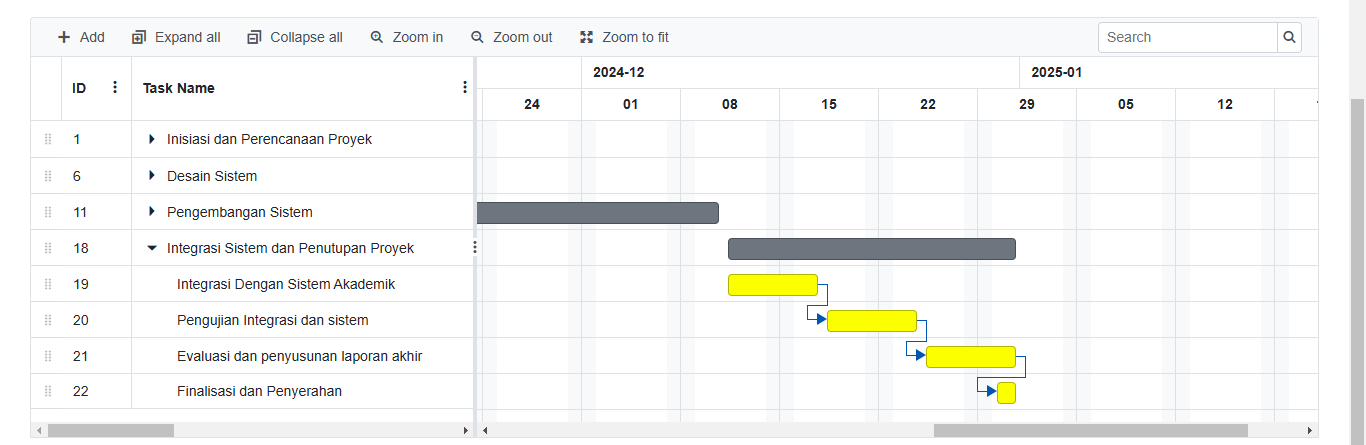 Add Expand all Collapse all Zoom in Zoom out Zoom to fit Search
ID Task Name 2024-12 2025-01
24 01 08 15 22 29 05 12
1 Inisiasi dan Perencanaan Proyek
6 Desain Sistem
11 Pengembangan Sistem
18 Integrasi Sistem dan Penutupan Proyek
19 Integrasi Dengan Sistem Akademik
20 Pengujian Integrasi dan sistem
21 Evaluasi dan penyusunan laporan akhir
22 Finalisasi dan Penyerahan